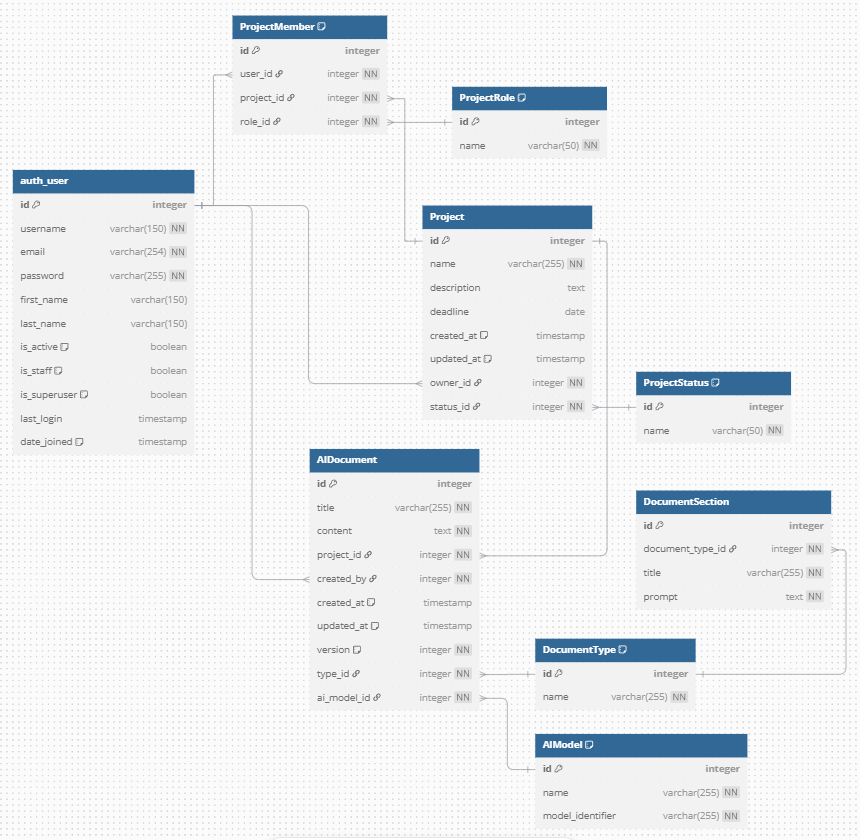 ProjectMember
id integer
user_id integer NN
project_id integer NN
role_id integer NN
ProjectRole
id integer
name varchar(50) NN
auth_user
id integer
username varchar(150) NN
email varchar(254) NN
password varchar(255) NN
first_name varchar(150)
last_name varchar(150)
is_active boolean
is_staff boolean
is_superuser boolean
last_login timestamp
date_joined timestamp
Project
id integer
name varchar(255) NN
description text
deadline date
created_at timestamp
updated_at timestamp
owner_id integer NN
status_id integer NN
ProjectStatus
id integer
name varchar(50) NN
AIDocument
id integer
title varchar(255) NN
content text NN
project_id integer NN
created_by integer NN
created_at timestamp
updated_at timestamp
version integer NN
type_id integer NN
ai_model_id integer NN
DocumentSection
id integer
document_type_id integer NN
title varchar(255) NN
prompt text NN
DocumentType
id integer
name varchar(255) NN
AIModel
id integer
name varchar(255) NN
model_identifier varchar(255) NN